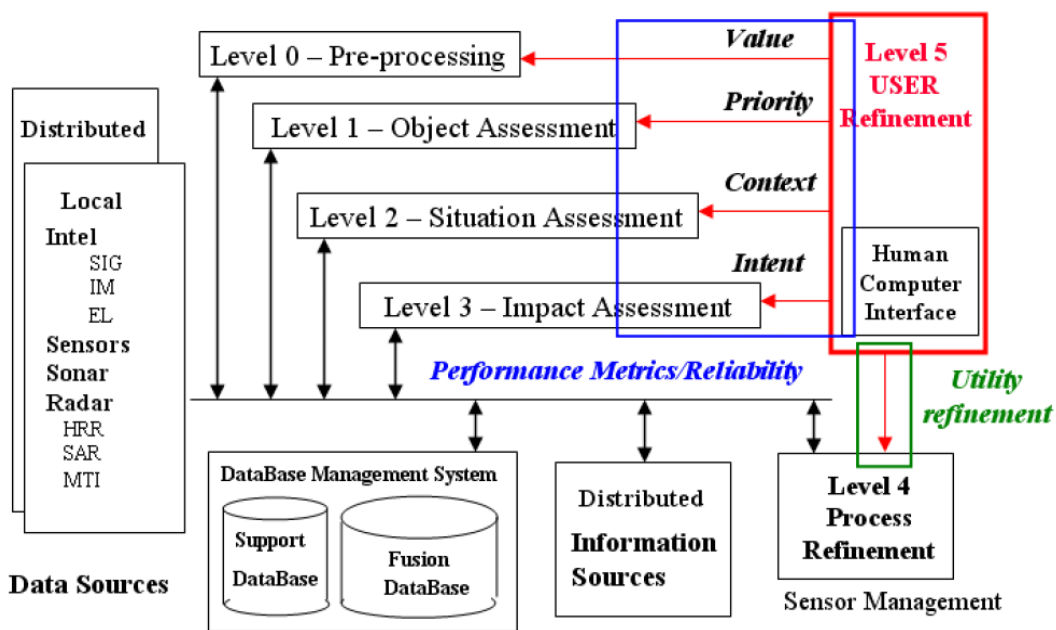 Level 0 – Pre-processing
Value
Level 5
USER
Refinement
Distributed
Level 1 – Object Assessment
Priority
Local
Intel
SIG
IM
EL
Sensors
Sonar
Radar
HRR
SAR
MTI
Data Sources
Level 2 – Situation Assessment
Context
Level 3 – Impact Assessment
Intent
Human
Computer
Interface
Performance Metrics/Reliability
Utility
refinement
DataBase Management System
Support
DataBase
Fusion
DataBase
Distributed
Information
Sources
Level 4
Process
Refinement
Sensor Management